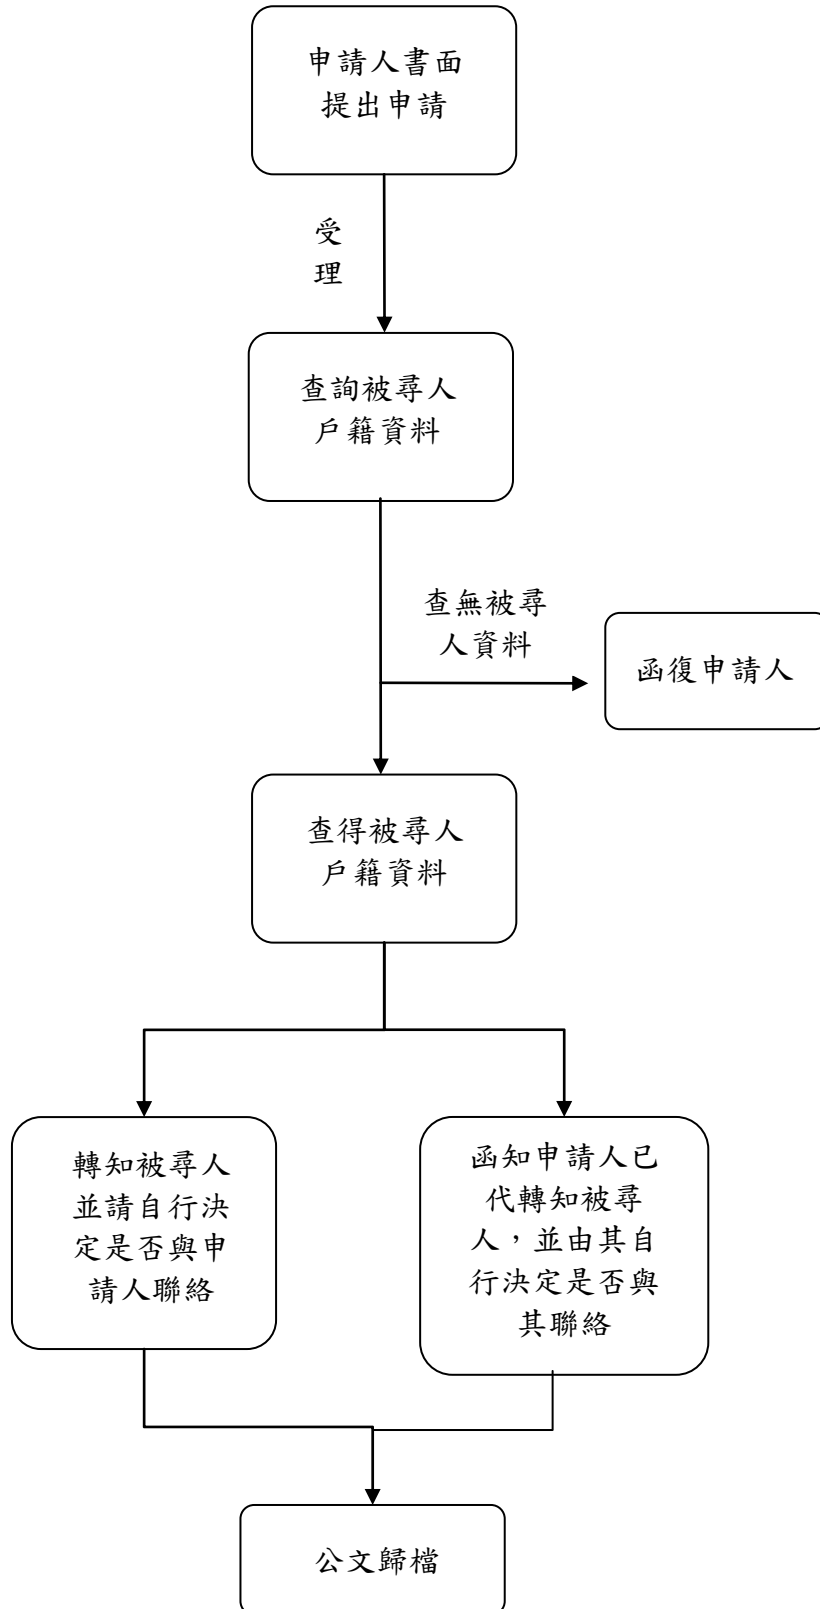 申請人書面
提出申請
受
理
查詢被尋人
戶籍資料
查無被尋
人資料
函復申請人
查得被尋人
戶籍資料
轉知被尋人
並請自行決
定是否與申
請人聯絡
函知申請人已
代轉知被尋
人，並由其自
行決定是否與
其聯絡
公文歸檔